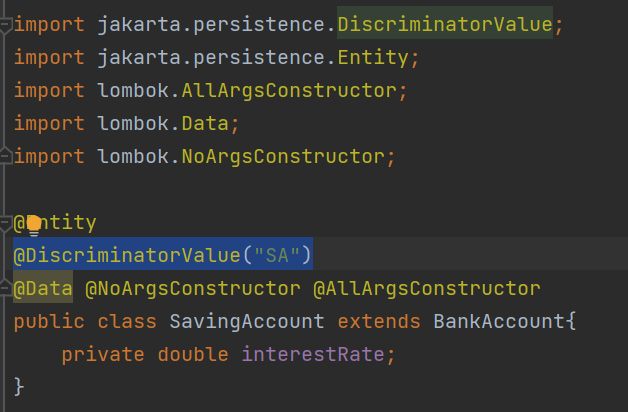 import jakarta.persistence.DiscriminatorValue;
import jakarta.persistence.Entity;
import lombok.AllArgsConstructor;
import lombok.Data;
import lombok.NoArgsConstructor;
@Entity
@DiscriminatorValue("SA")
@Data @NoArgsConstructor @AllArgsConstructor
public class SavingAccount extends BankAccount{
    private double interestRate;
}